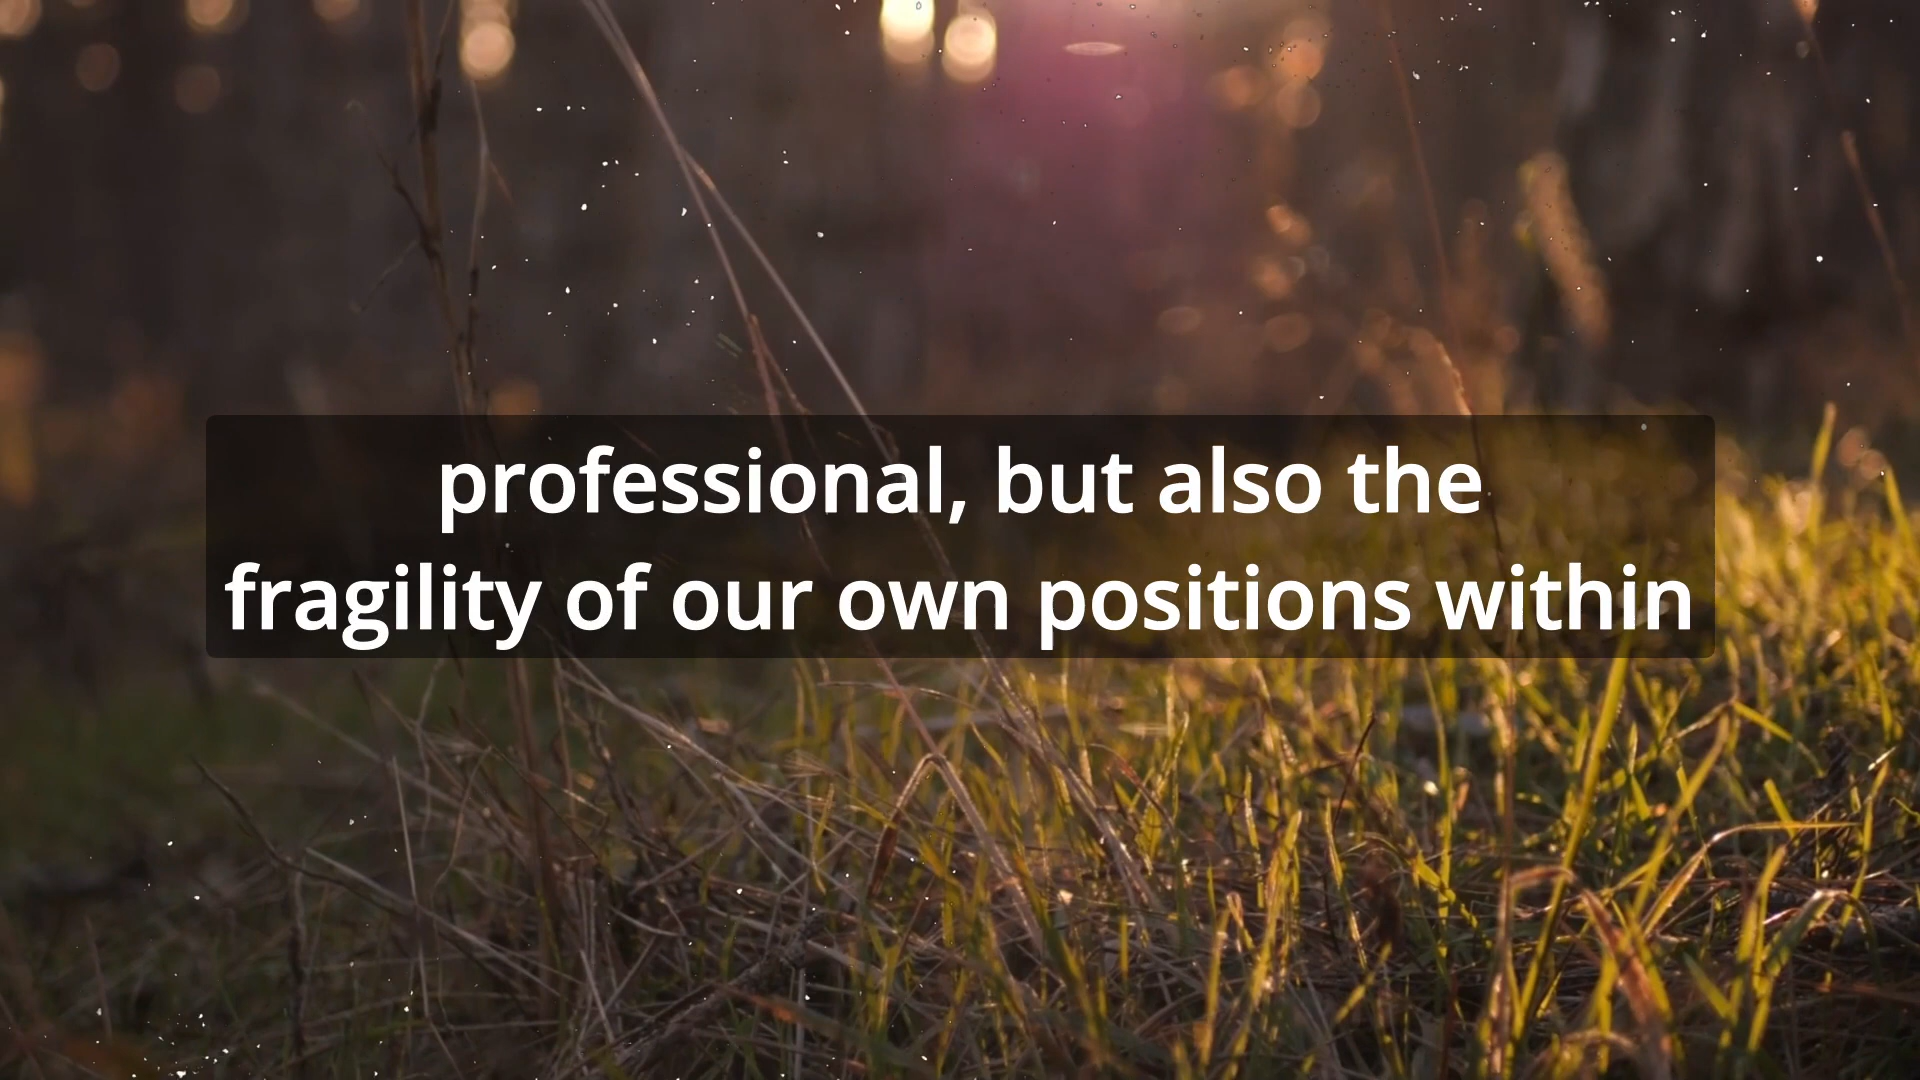 professional, but also the
fragility of our own positions within